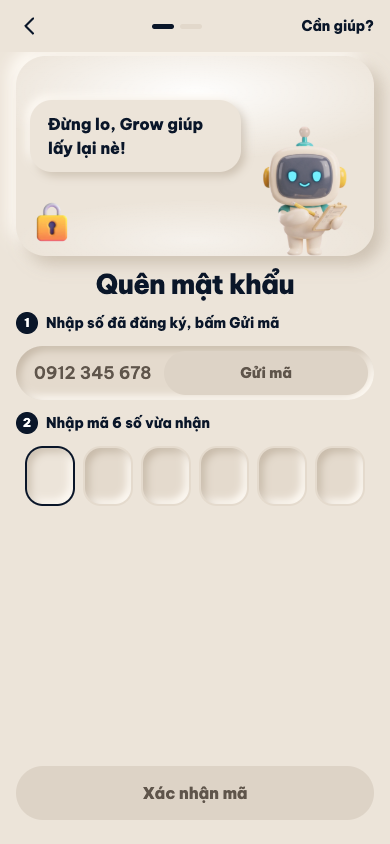 Cần giúp?
Đừng lo, Grow giúp
lấy lại nè!
Quên mật khẩu
1 Nhập số đã đăng ký, bấm Gửi mã
0912 345 678 Gửi mã
2 Nhập mã 6 số vừa nhận
Xác nhận mã